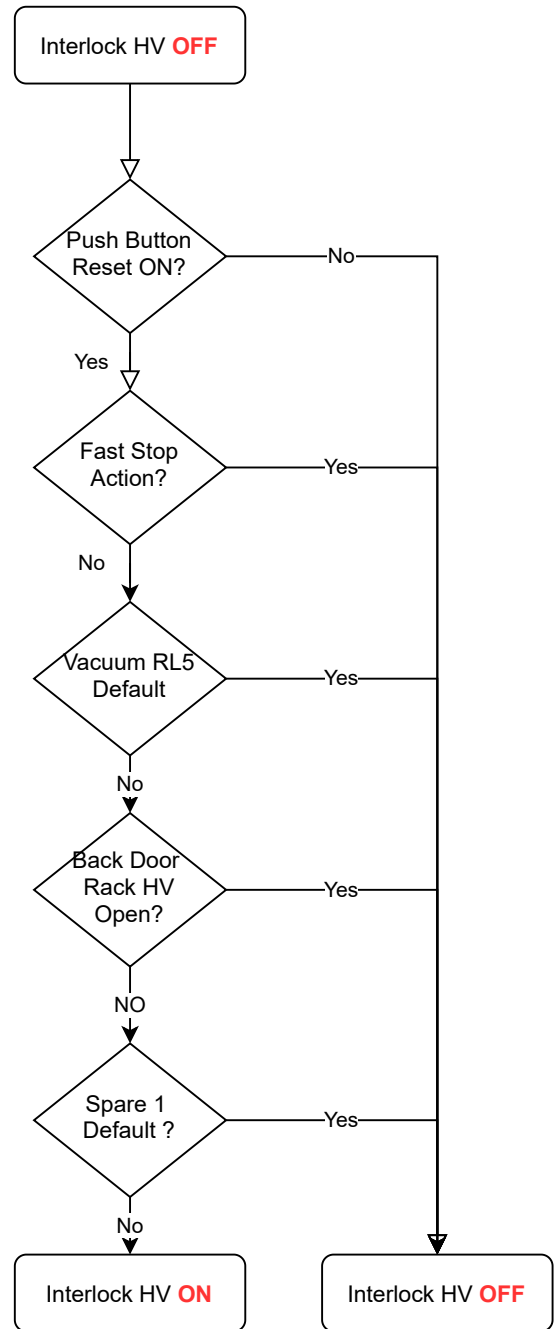 Interlock HV OFF
Push Button
Reset ON?
No
Yes
Fast Stop
Action?
Yes
No
Vacuum RL5
Default
Yes
No
Back Door
Rack HV
Open?
Yes
NO
Spare 1
Default ?
Yes
No
Interlock HV ON
Interlock HV OFF